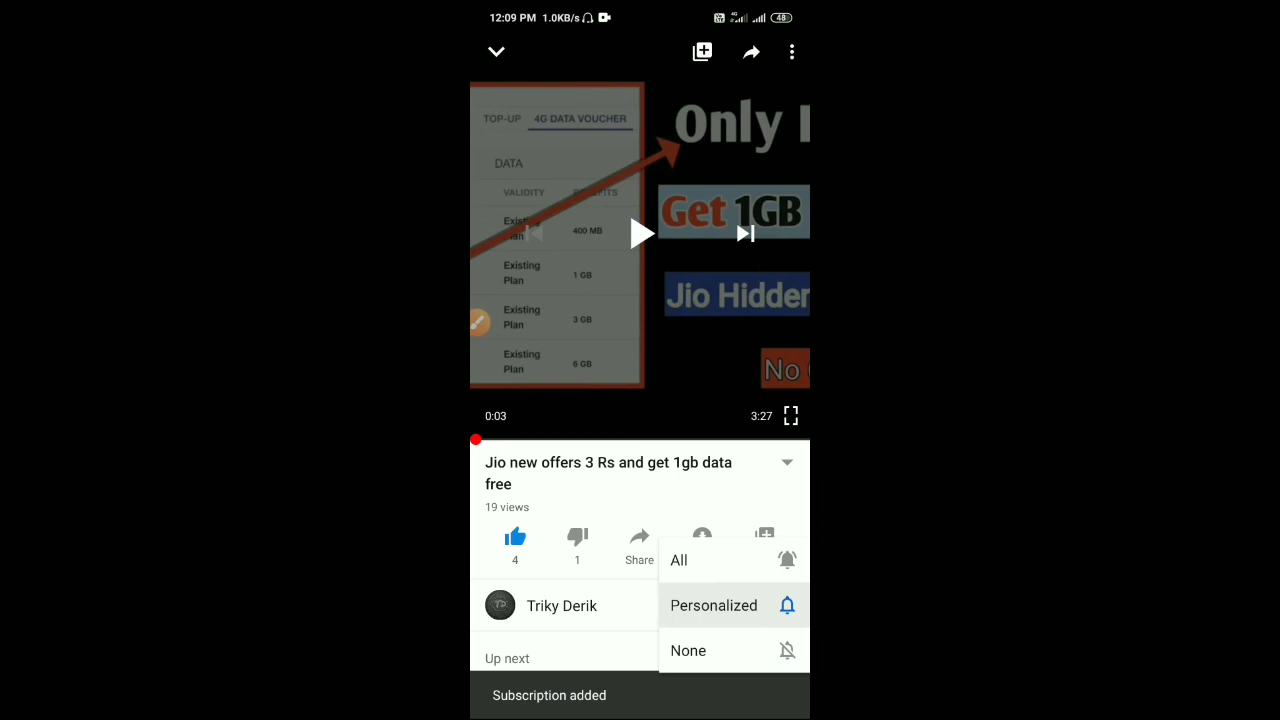 12:09 PM 1.0KB/s 4G 48
TOP-UP 4G DATA VOUCHER
Only
DATA
VALIDITY
Get 1GB
Existing Plan 400 MB
Existing Plan 1 GB
Jio Hidden
Existing Plan 3 GB
Existing Plan 6 GB
No
0:03 3:27
Jio new offers 3 Rs and get 1gb data
free
19 views
4 1 Share
All
Triky Derik Personalized
None
Up next
Subscription added